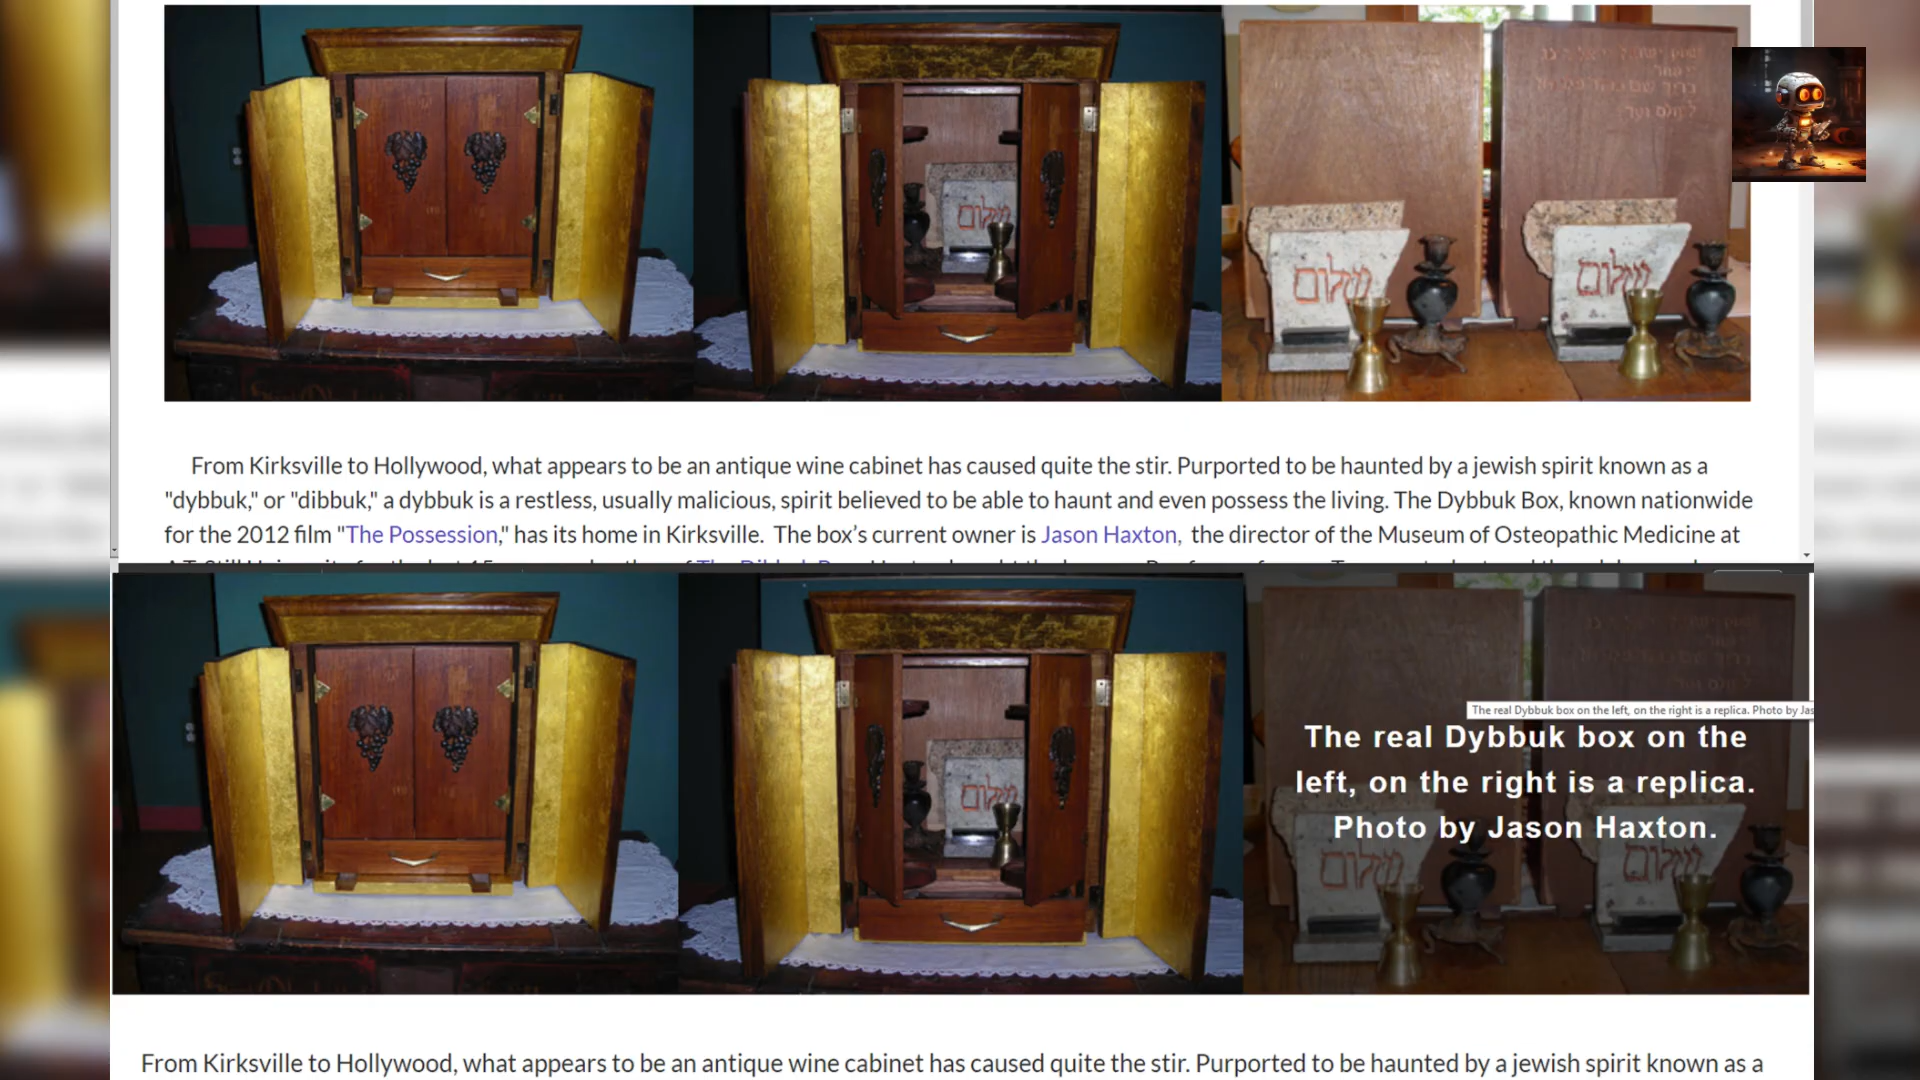 שלום
שלום
שלום
From Kirksville to Hollywood, what appears to be an antique wine cabinet has caused quite the stir. Purported to be haunted by a jewish spirit known as a
"dybbuk," or "dibbuk," a dybbuk is a restless, usually malicious, spirit believed to be able to haunt and even possess the living. The Dybbuk Box, known nationwide
for the 2012 film "The Possession," has its home in Kirksville. The box’s current owner is Jason Haxton, the director of the Museum of Osteopathic Medicine at
The real Dybbuk box on the left, on the right is a replica. Photo by Jas
The real Dybbuk box on the
left, on the right is a replica.
Photo by Jason Haxton.
שלום
שלום
שלום
From Kirksville to Hollywood, what appears to be an antique wine cabinet has caused quite the stir. Purported to be haunted by a jewish spirit known as a